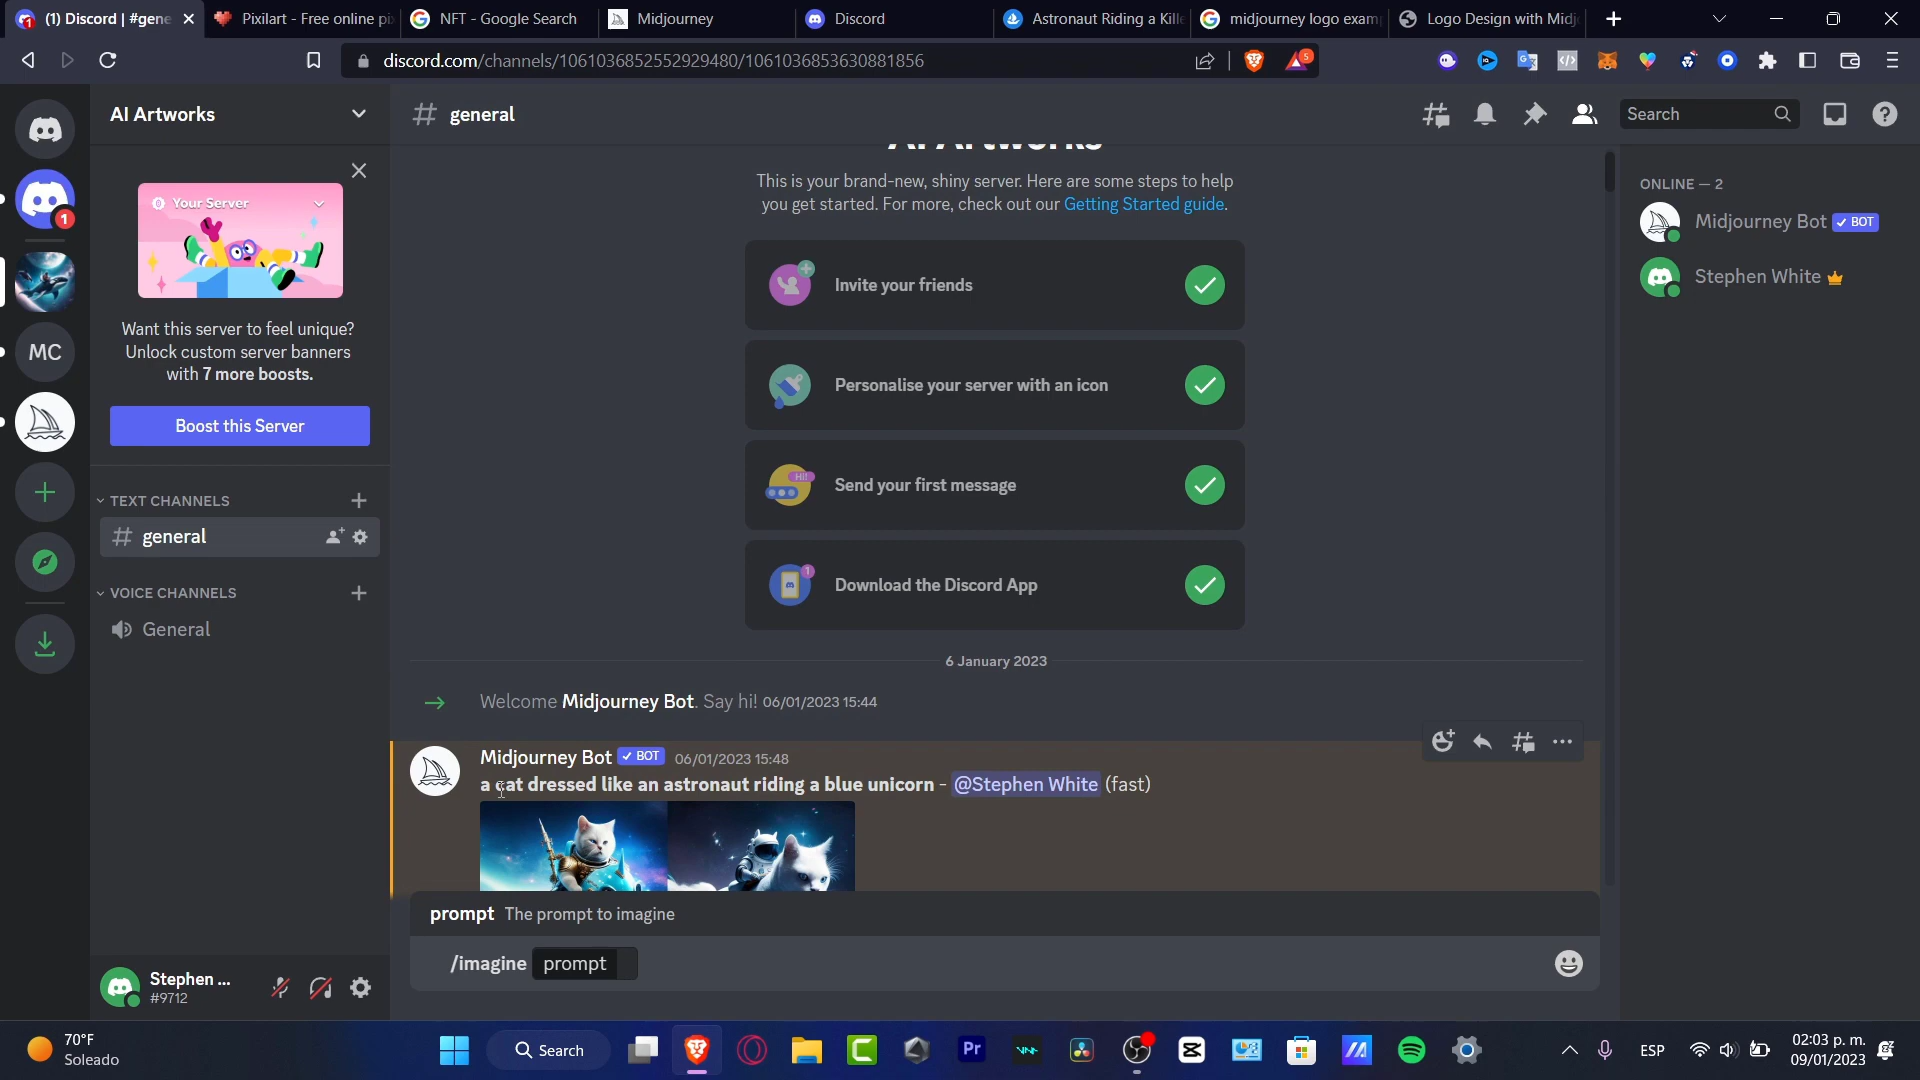 (1) Discord | #gene
Pixilart - Free online pi
NFT - Google Search
Midjourney
Discord
Astronaut Riding a Kille
midjourney logo exam
Logo Design with Midj
discord.com/channels/1061036852552929480/1061036853630881856
5
AI Artworks
general
Search
1
Your Server
Want this server to feel unique?
Unlock custom server banners
with 7 more boosts.
Boost this Server
MC
TEXT CHANNELS
general
VOICE CHANNELS
General
Stephen ...
#9712
AI Artworks
This is your brand-new, shiny server. Here are some steps to help
you get started. For more, check out our Getting Started guide.
Invite your friends
Personalise your server with an icon
Hi!
Send your first message
1
Download the Discord App
6 January 2023
Welcome Midjourney Bot. Say hi! 06/01/2023 15:44
Midjourney Bot BOT 06/01/2023 15:48
a cat dressed like an astronaut riding a blue unicorn - @Stephen White (fast)
prompt The prompt to imagine
/imagine prompt
ONLINE — 2
Midjourney Bot BOT
Stephen White
70°F
Soleado
Search
Pr
ESP
02:03 p. m.
09/01/2023